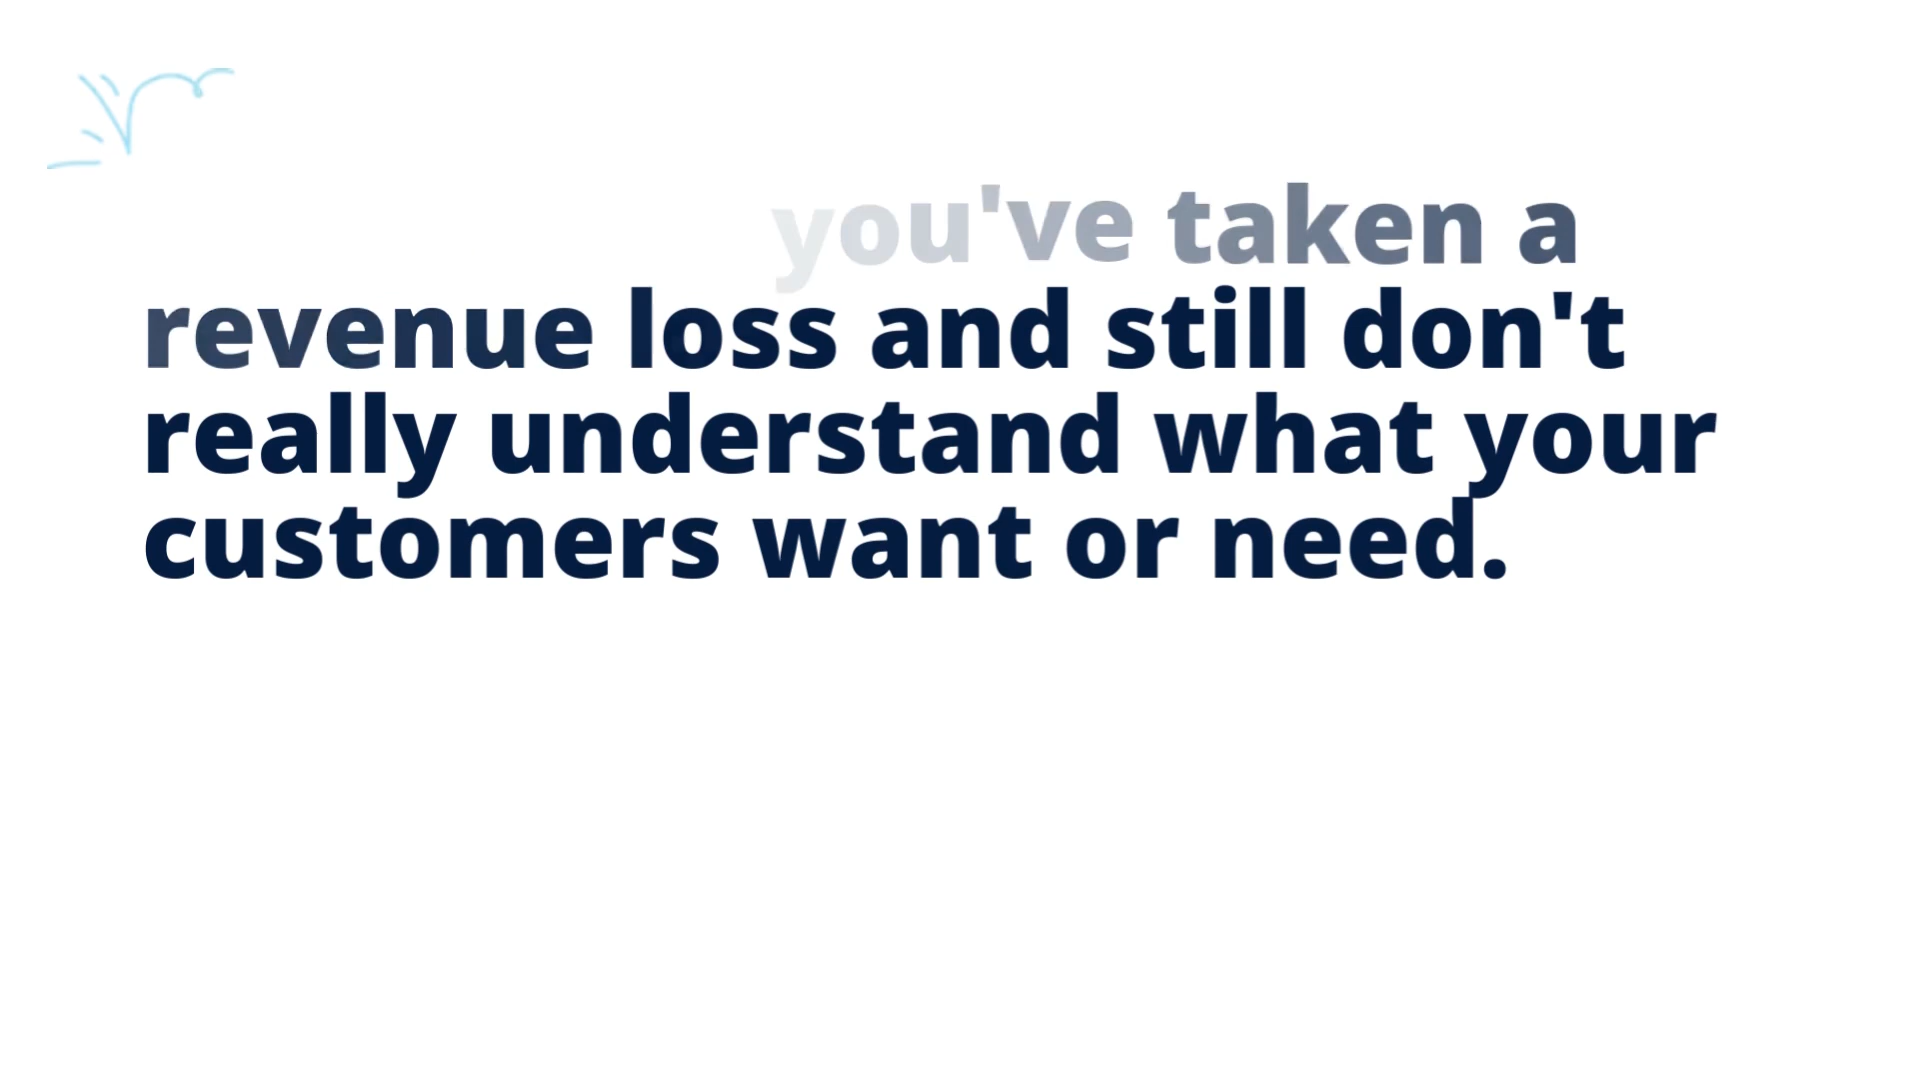 you've taken a
revenue loss and still don't
really understand what your
customers want or need.